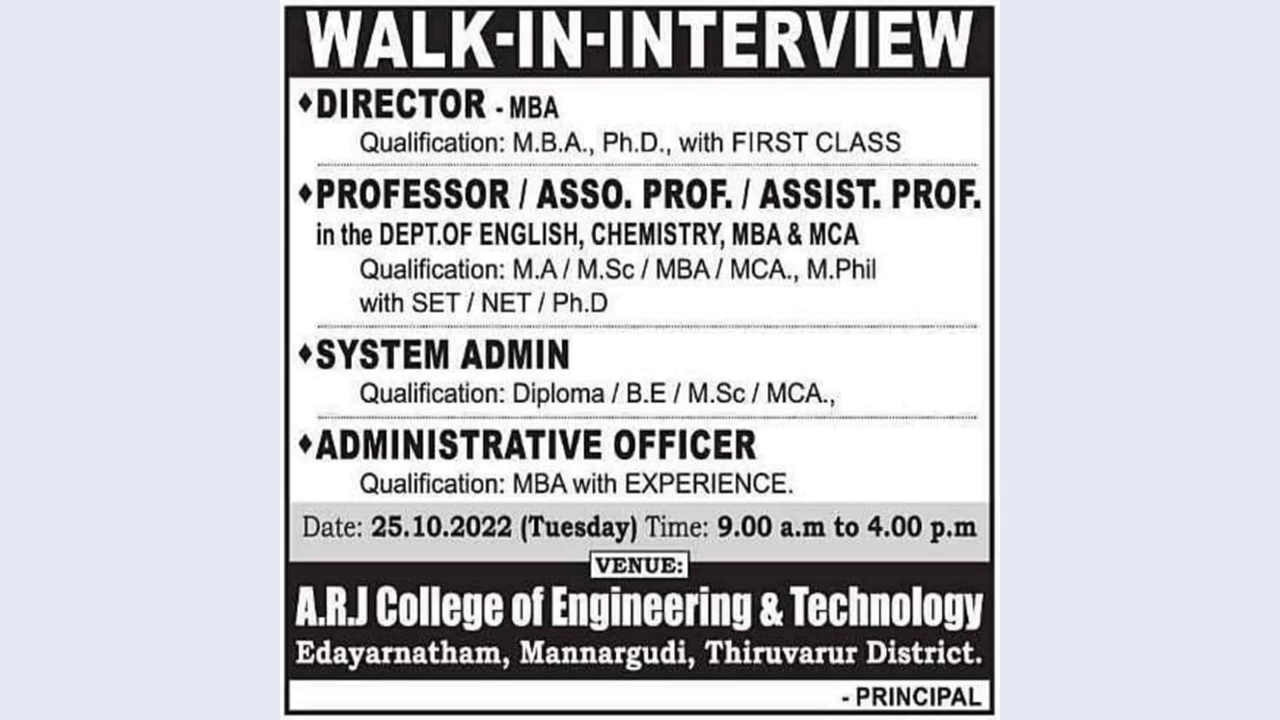 WALK-IN-INTERVIEW
♦DIRECTOR - MBA
Qualification: M.B.A., Ph.D., with FIRST CLASS
♦PROFESSOR / ASSO. PROF. / ASSIST. PROF.
in the DEPT.OF ENGLISH, CHEMISTRY, MBA & MCA
Qualification: M.A / M.Sc / MBA / MCA., M.Phil
with SET / NET / Ph.D
♦SYSTEM ADMIN
Qualification: Diploma / B.E / M.Sc / MCA.,
♦ADMINISTRATIVE OFFICER
Qualification: MBA with EXPERIENCE.
Date: 25.10.2022 (Tuesday) Time: 9.00 a.m to 4.00 p.m
VENUE:
A.R.J College of Engineering & Technology
Edayarnatham, Mannargudi, Thiruvarur District.
- PRINCIPAL